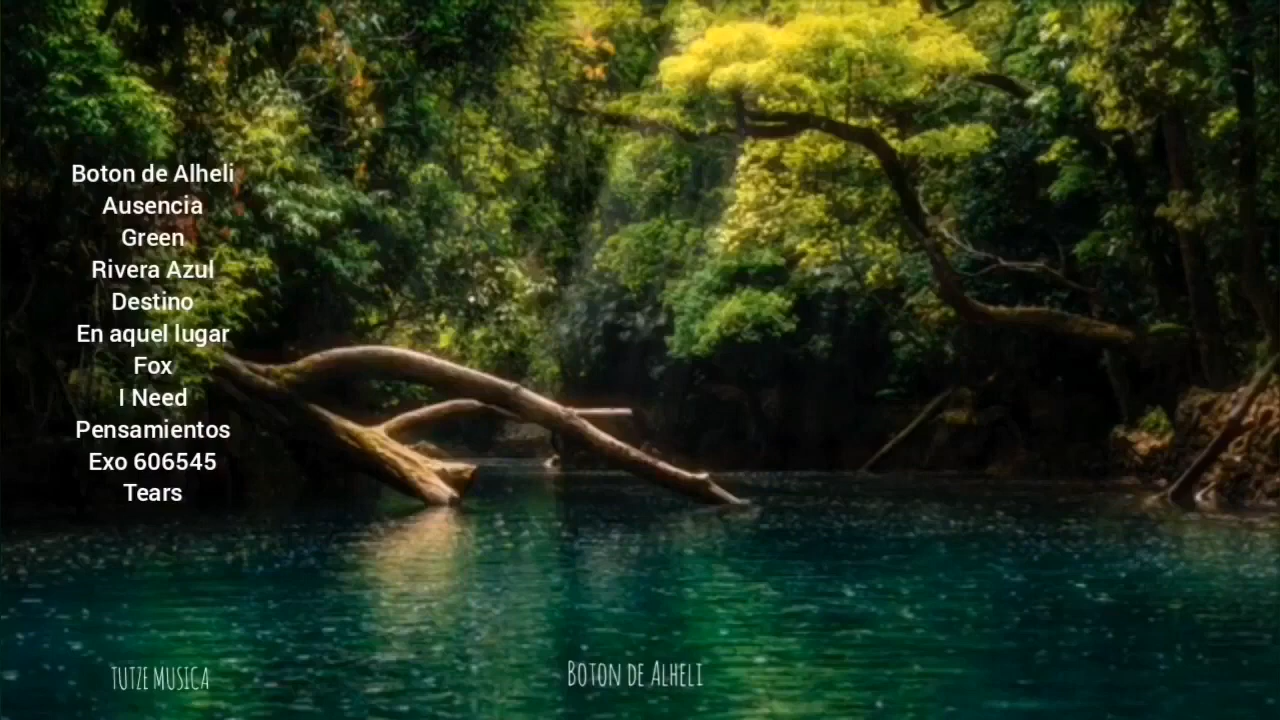 Boton de Alheli
Ausencia
Green
Rivera Azul
Destino
En aquel lugar
Fox
I Need
Pensamientos
Exo 606545
Tears
TUTZE MUSICA
BOTON DE ALHELI